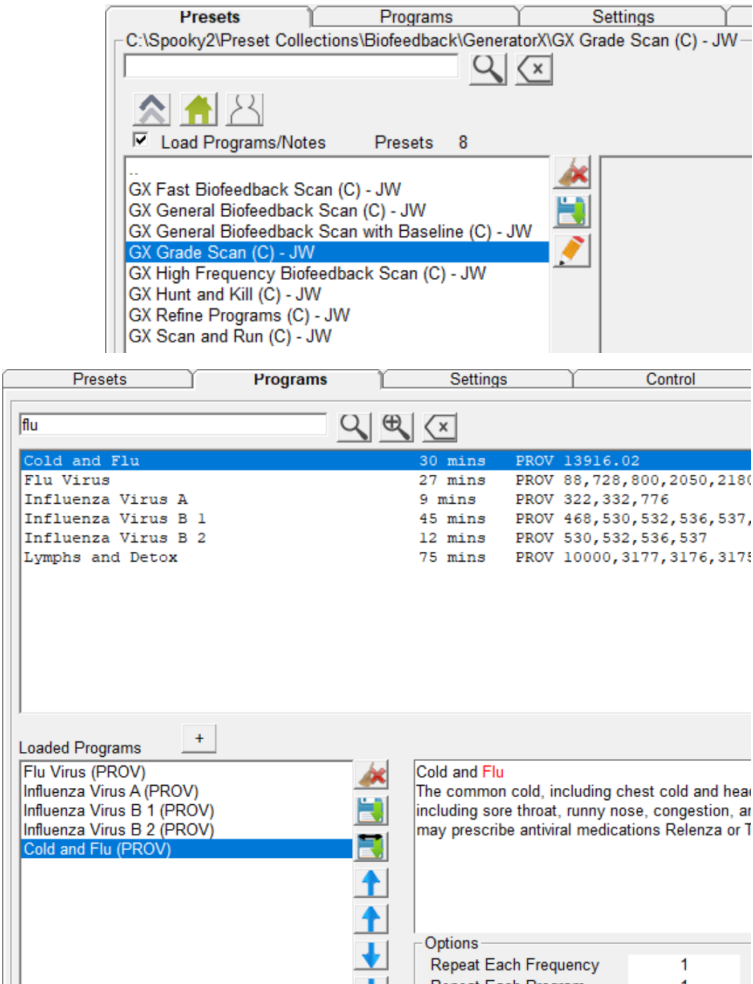 Presets Programs Settings
C:\Spooky2\Preset Collections\Biofeedback\GeneratorX\GX Grade Scan (C) - JW
Load Programs/Notes Presets 8
..
GX Fast Biofeedback Scan (C) - JW
GX General Biofeedback Scan (C) - JW
GX General Biofeedback Scan with Baseline (C) - JW
GX Grade Scan (C) - JW
GX High Frequency Biofeedback Scan (C) - JW
GX Hunt and Kill (C) - JW
GX Refine Programs (C) - JW
GX Scan and Run (C) - JW
Presets Programs Settings Control
flu
Cold and Flu 30 mins PROV 13916.02
Flu Virus 27 mins PROV 88,728,800,2050,2180
Influenza Virus A 9 mins PROV 322,332,776
Influenza Virus B 1 45 mins PROV 468,530,532,536,537,
Influenza Virus B 2 12 mins PROV 530,532,536,537
Lymphs and Detox 75 mins PROV 10000,3177,3176,3175
Loaded Programs +
Flu Virus (PROV)
Influenza Virus A (PROV)
Influenza Virus B 1 (PROV)
Influenza Virus B 2 (PROV)
Cold and Flu (PROV)
Cold and Flu
The common cold, including chest cold and head
including sore throat, runny nose, congestion, an
may prescribe antiviral medications Relenza or T
Options
Repeat Each Frequency 1
Repeat Each Program 1